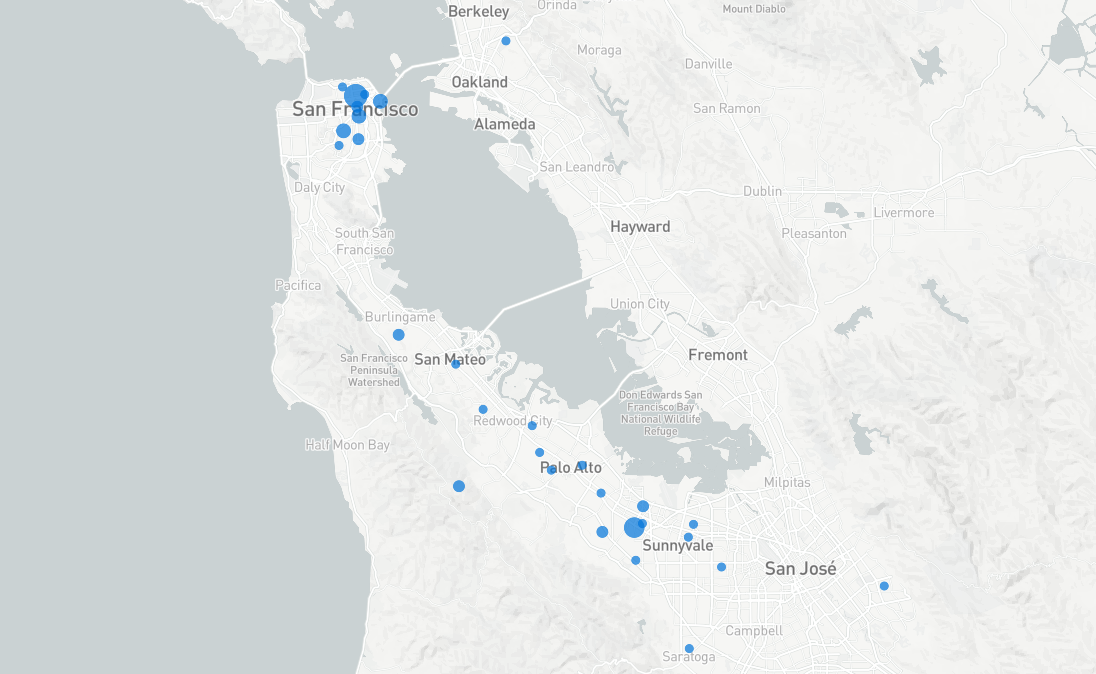 Berkeley
Orinda
Mount Diablo
Moraga
Danville
Oakland
San Ramon
San Francisco
Alameda
San Leandro
Daly City
Dublin
Livermore
Hayward
Pleasanton
South San
Francisco
Pacifica
Union City
Burlingame
San Mateo
Fremont
San Francisco
Peninsula
Watershed
Don Edwards San
Francisco Bay
National Wildlife
Refuge
Redwood City
Half Moon Bay
Palo Alto
Milpitas
Sunnyvale
San José
Campbell
Saratoga